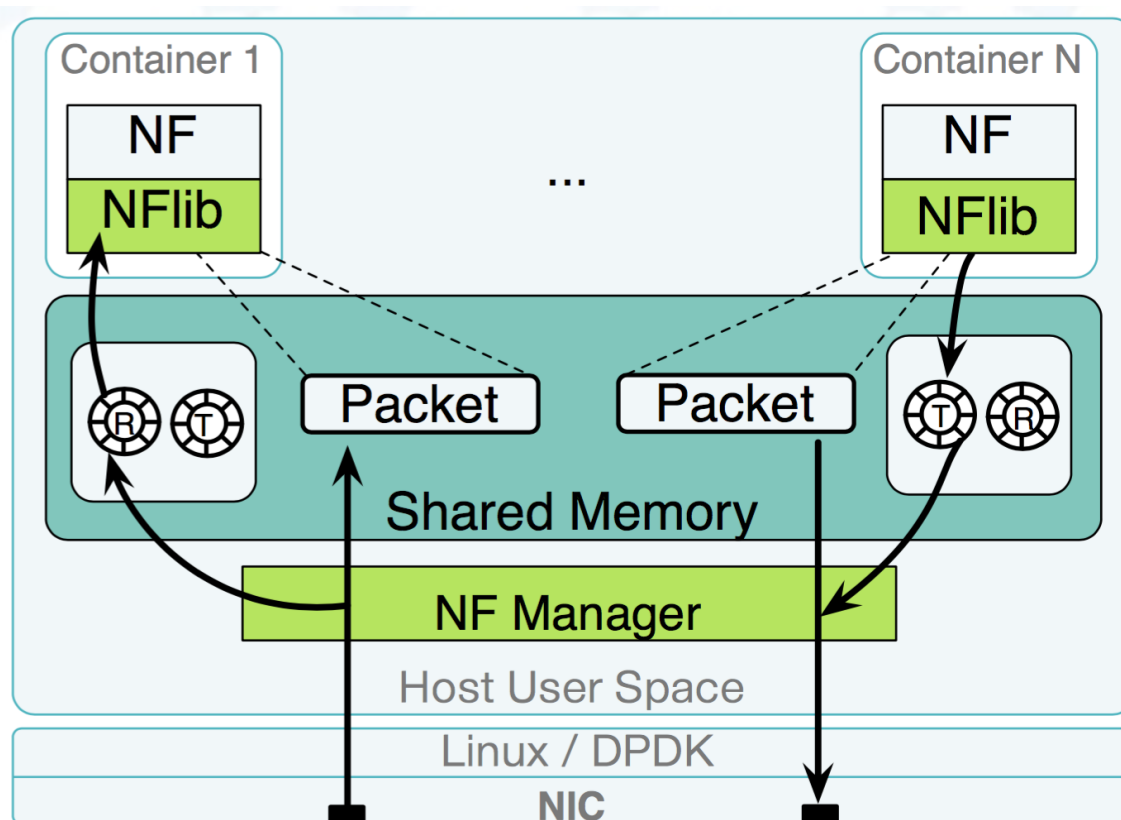 Container 1
Container N
NF
NF
NFlib
...
NFlib
R
T
Packet
Packet
T
R
Shared Memory
NF Manager
Host User Space
Linux / DPDK
NIC